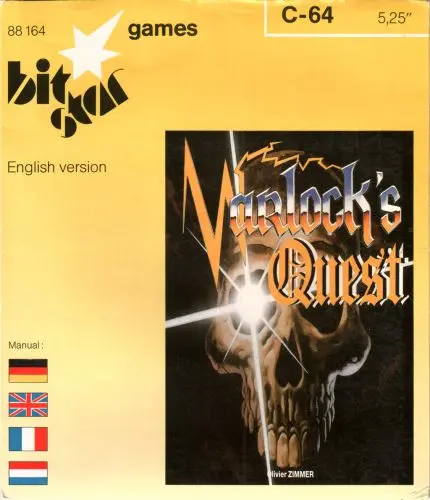 88 164
games
C-64
5,25"
bit
star
English version
Warlock's
Quest
Manual :
Olivier ZIMMER